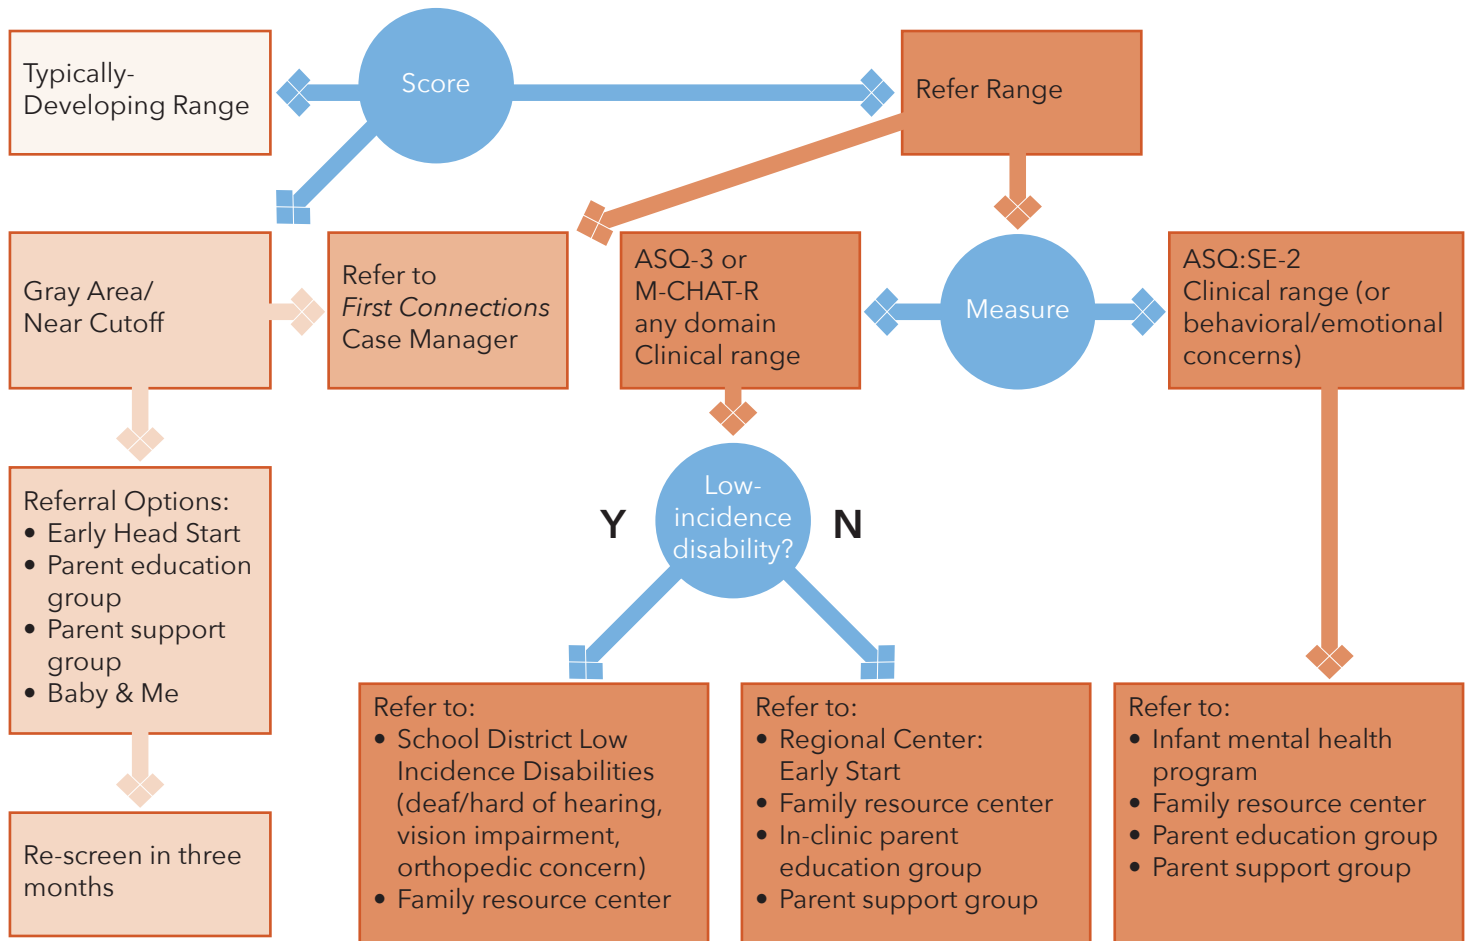 Typically-
Developing Range
Score
Refer Range
Gray Area/
Near Cutoff
Refer to
First Connections
Case Manager
ASQ-3 or
M-CHAT-R
any domain
Clinical range
Measure
ASQ:SE-2
Clinical range (or
behavioral/emotional
concerns)
Referral Options:
• Early Head Start
• Parent education
group
• Parent support
group
• Baby & Me
Y
Low-
incidence
disability?
N
Re-screen in three
months
Refer to:
• School District Low
Incidence Disabilities
(deaf/hard of hearing,
vision impairment,
orthopedic concern)
• Family resource center
Refer to:
• Regional Center:
Early Start
• Family resource center
• In-clinic parent
education group
• Parent support group
Refer to:
• Infant mental health
program
• Family resource center
• Parent education group
• Parent support group